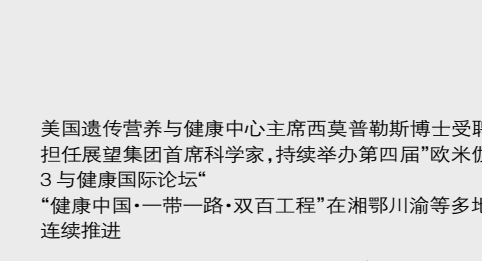 美国遗传营养与健康中心主席西莫普勒斯博士受聘
担任展望集团首席科学家,持续举办第四届”欧米伽
3 与健康国际论坛“
“健康中国·一带一路·双百工程”在湘鄂川渝等多地
连续推进